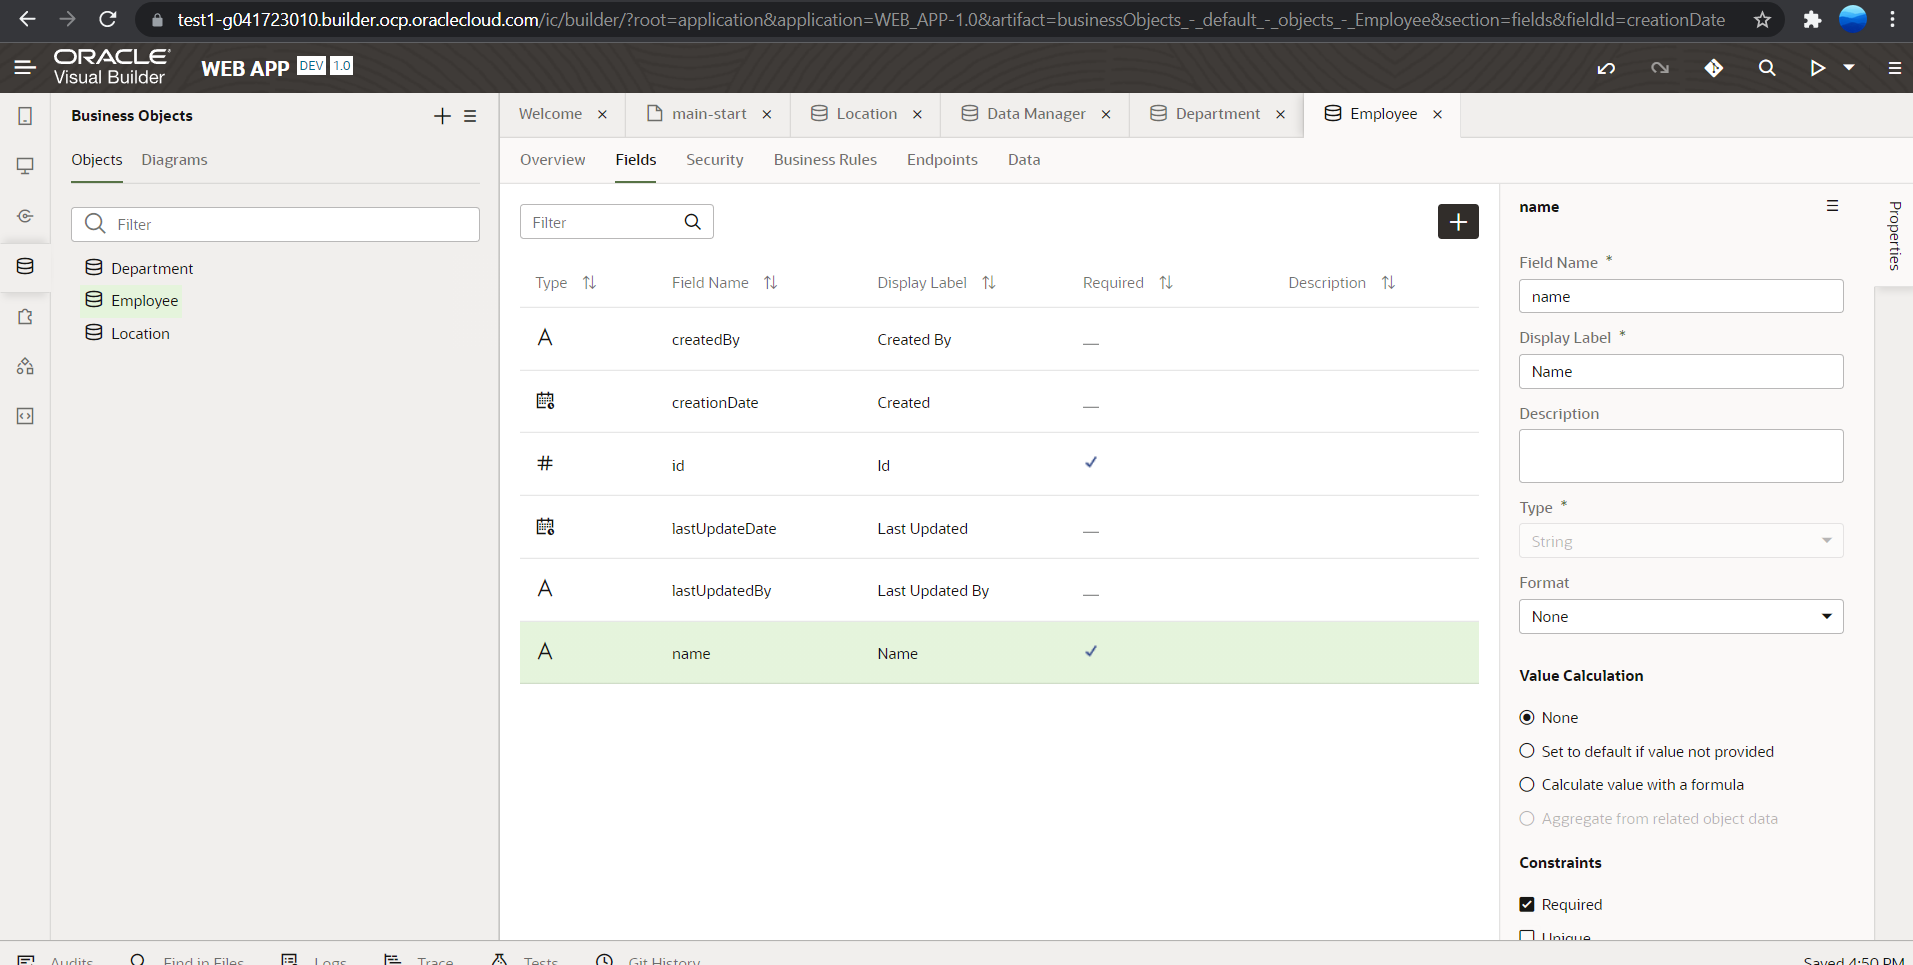 test1-g041723010.builder.ocp.oraclecloud.com/ic/builder/?root=application&application=WEB_APP-1.0&artifact=businessObjects_-_default_-_objects_-_Employee&section=fields&fieldId=creationDate
ORACLE
Visual Builder
WEB APP DEV 1.0
Business Objects
Objects Diagrams
Filter
Department
Employee
Location
Welcome main-start Location Data Manager Department Employee
Overview Fields Security Business Rules Endpoints Data
Filter
Type Field Name Display Label Required Description
createdBy Created By
creationDate Created
id Id
lastUpdateDate Last Updated
lastUpdatedBy Last Updated By
name Name
name
Properties
Field Name *
name
Display Label *
Name
Description
Type *
String
Format
None
Value Calculation
None
Set to default if value not provided
Calculate value with a formula
Aggregate from related object data
Constraints
Required
Unique
Audits Find in Files Logs Trace Tests Git History
Saved 4:50 PM